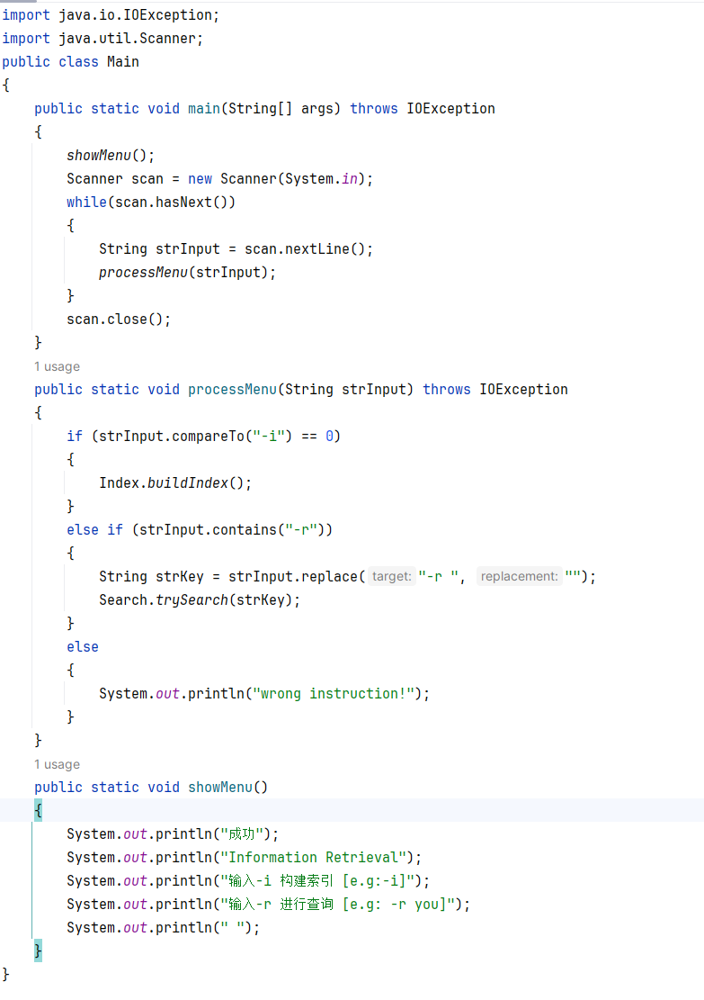 import java.io.IOException;
import java.util.Scanner;
public class Main
{
    public static void main(String[] args) throws IOException
    {
        showMenu();
        Scanner scan = new Scanner(System.in);
        while(scan.hasNext())
        {
            String strInput = scan.nextLine();
            processMenu(strInput);
        }
        scan.close();
    }
    1 usage
    public static void processMenu(String strInput) throws IOException
    {
        if (strInput.compareTo("-i") == 0)
        {
            Index.buildIndex();
        }
        else if (strInput.contains("-r"))
        {
            String strKey = strInput.replace( target: "-r ", replacement: "");
            Search.trySearch(strKey);
        }
        else
        {
            System.out.println("wrong instruction!");
        }
    }
    1 usage
    public static void showMenu()
    {
        System.out.println("成功");
        System.out.println("Information Retrieval");
        System.out.println("输入-i 构建索引 [e.g:-i]");
        System.out.println("输入-r 进行查询 [e.g: -r you]");
        System.out.println(" ");
    }
}